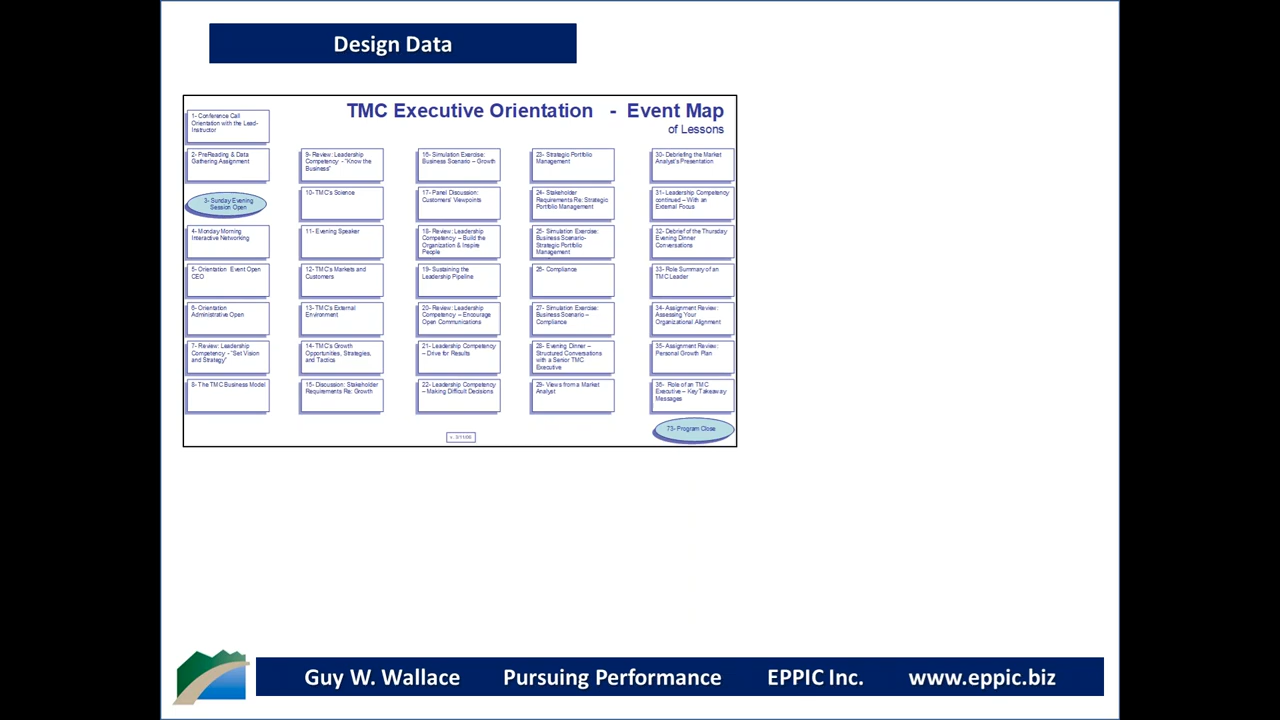 Design Data
TMC Executive Orientation - Event Map
of Lessons
1- Conference Call
Orientation with the Lead-
Instructor
2- PreReading & Data
Gathering Assignment
3- Sunday Evening
Session Open
4- Monday Morning
Interactive Networking
5- Orientation Event Open
CEO
6- Orientation
Administrative Open
7- Review: Leadership
Competency - "Set Vision
and Strategy"
8- The TMC Business Model
9- Review: Leadership
Competency - "Know the
Business"
10- TMC's Science
11- Evening Speaker
12- TMC's Markets and
Customers
13- TMC's External
Environment
14- TMC's Growth
Opportunities, Strategies,
and Tactics
15- Discussion: Stakeholder
Requirements Re: Growth
16- Simulation Exercise:
Business Scenario – Growth
17- Panel Discussion:
Customers' Viewpoints
18- Review: Leadership
Competency – Build the
Organization & Inspire
People
19- Sustaining the
Leadership Pipeline
20- Review: Leadership
Competency – Encourage
Open Communications
21- Leadership Competency
– Drive for Results
22- Leadership Competency
– Making Difficult Decisions
23- Strategic Portfolio
Management
24- Stakeholder
Requirements Re: Strategic
Portfolio Management
25- Simulation Exercise:
Business Scenario-
Strategic Portfolio
Management
26- Compliance
27- Simulation Exercise:
Business Scenario –
Compliance
28- Evening Dinner –
Structured Conversations
with a Senior TMC
Executive
29- Views from a Market
Analyst
30- Debriefing the Market
Analyst's Presentation
31- Leadership Competency
continued – With an
External Focus
32- Debrief of the Thursday
Evening Dinner
Conversations
33- Role Summary of an
TMC Leader
34- Assignment Review:
Assessing Your
Organizational Alignment
35- Assignment Review:
Personal Growth Plan
36- Role of an TMC
Executive – Key Takeaway
Messages
73- Program Close
Guy W. Wallace Pursuing Performance EPPIC Inc. www.eppic.biz